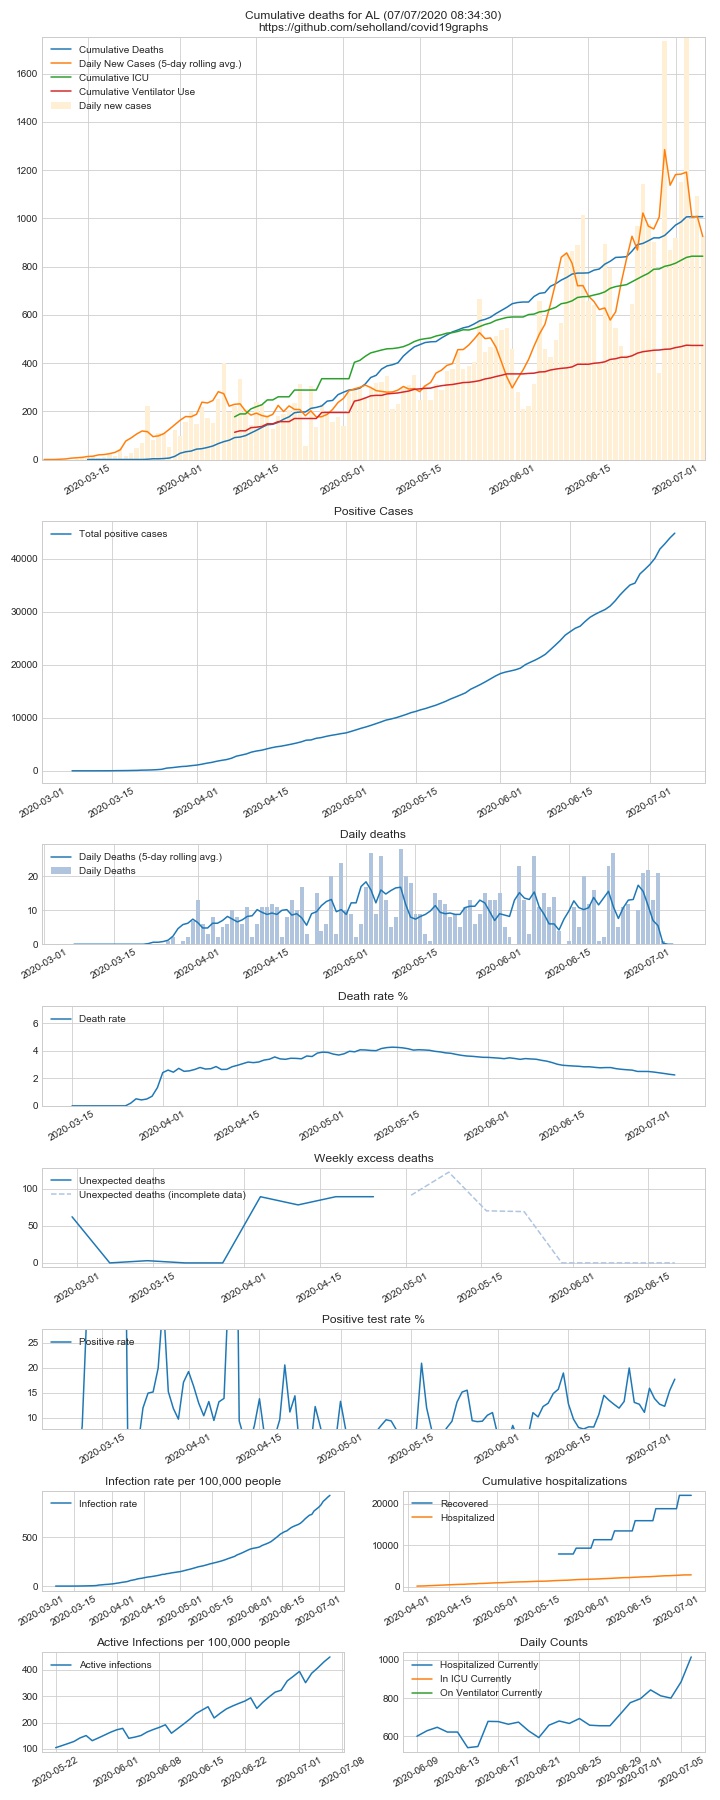 Cumulative deaths for AL (07/07/2020 08:34:30)
https://github.com/seholland/covid19graphs
Cumulative Deaths
Daily New Cases (5-day rolling avg.)
Cumulative ICU
Cumulative Ventilator Use
Daily new cases
1600
1400
1200
1000
800
600
400
200
0
2020-03-15 2020-04-01 2020-04-15 2020-05-01 2020-05-15 2020-06-01 2020-06-15 2020-07-01
Positive Cases
Total positive cases
40000
30000
20000
10000
0
2020-03-01 2020-03-15 2020-04-01 2020-04-15 2020-05-01 2020-05-15 2020-06-01 2020-06-15 2020-07-01
Daily deaths
Daily Deaths (5-day rolling avg.)
Daily Deaths
20
10
0
2020-03-01 2020-03-15 2020-04-01 2020-04-15 2020-05-01 2020-05-15 2020-06-01 2020-06-15 2020-07-01
Death rate %
Death rate
6
4
2
0
2020-03-15 2020-04-01 2020-04-15 2020-05-01 2020-05-15 2020-06-01 2020-06-15 2020-07-01
Weekly excess deaths
Unexpected deaths
Unexpected deaths (incomplete data)
100
50
0
2020-03-01 2020-03-15 2020-04-01 2020-04-15 2020-05-01 2020-05-15 2020-06-01 2020-06-15
Positive test rate %
Positive rate
25
20
15
10
2020-03-15 2020-04-01 2020-04-15 2020-05-01 2020-05-15 2020-06-01 2020-06-15 2020-07-01
Infection rate per 100,000 people
Infection rate
500
0
2020-03-01 2020-03-15 2020-04-01 2020-04-15 2020-05-01 2020-05-15 2020-06-01 2020-06-15 2020-07-01
Cumulative hospitalizations
Recovered
Hospitalized
20000
10000
0
2020-04-01 2020-04-15 2020-05-01 2020-05-15 2020-06-01 2020-06-15 2020-07-01
Active Infections per 100,000 people
Active infections
400
300
200
100
2020-05-22 2020-06-01 2020-06-08 2020-06-15 2020-06-22 2020-07-01 2020-07-08
Daily Counts
Hospitalized Currently
In ICU Currently
On Ventilator Currently
1000
800
600
2020-06-09 2020-06-13 2020-06-17 2020-06-21 2020-06-25 2020-06-29 2020-07-01 2020-07-05